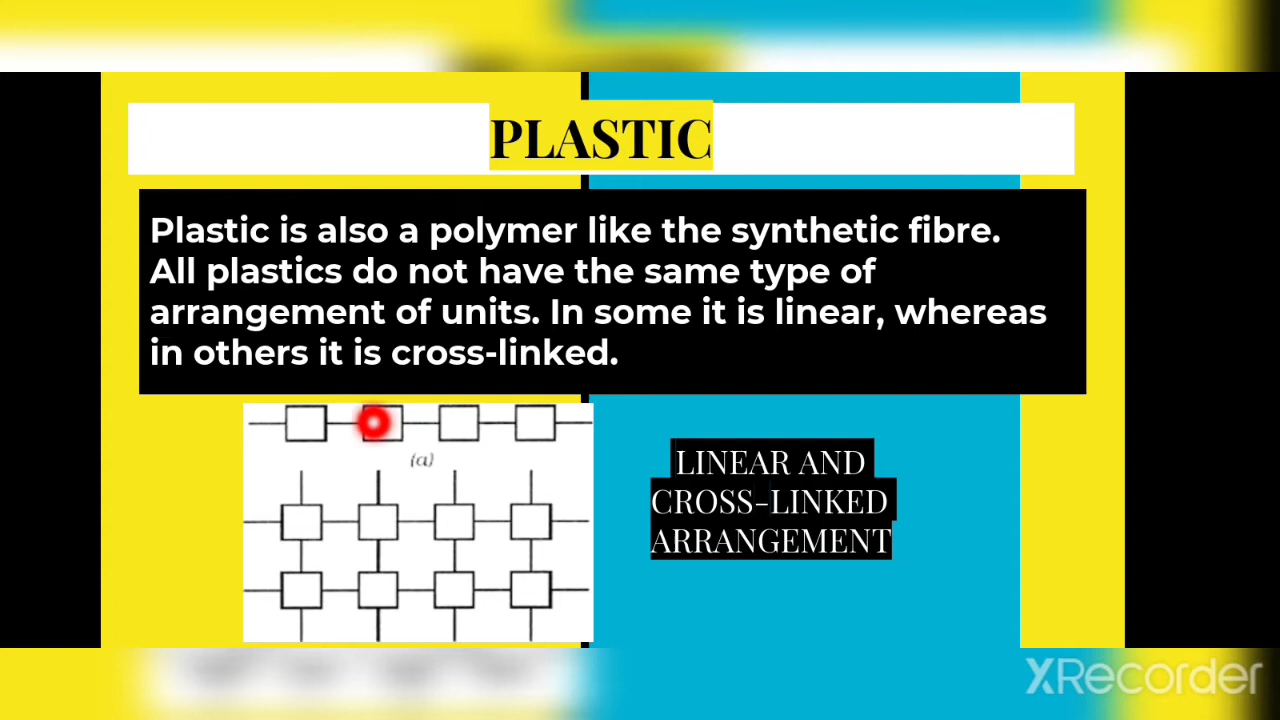 PLASTIC
Plastic is also a polymer like the synthetic fibre.
All plastics do not have the same type of
arrangement of units. In some it is linear, whereas
in others it is cross-linked.
(a)
LINEAR AND
CROSS-LINKED
ARRANGEMENT
XRecorder